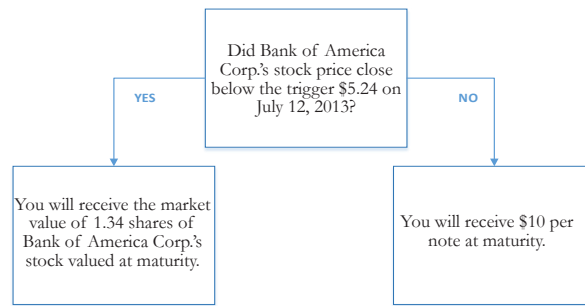 Did Bank of America
Corp.'s stock price close
below the trigger $5.24 on
July 12, 2013?
YES
NO
You will receive the market
value of 1.34 shares of
Bank of America Corp.'s
stock valued at maturity.
You will receive $10 per
note at maturity.